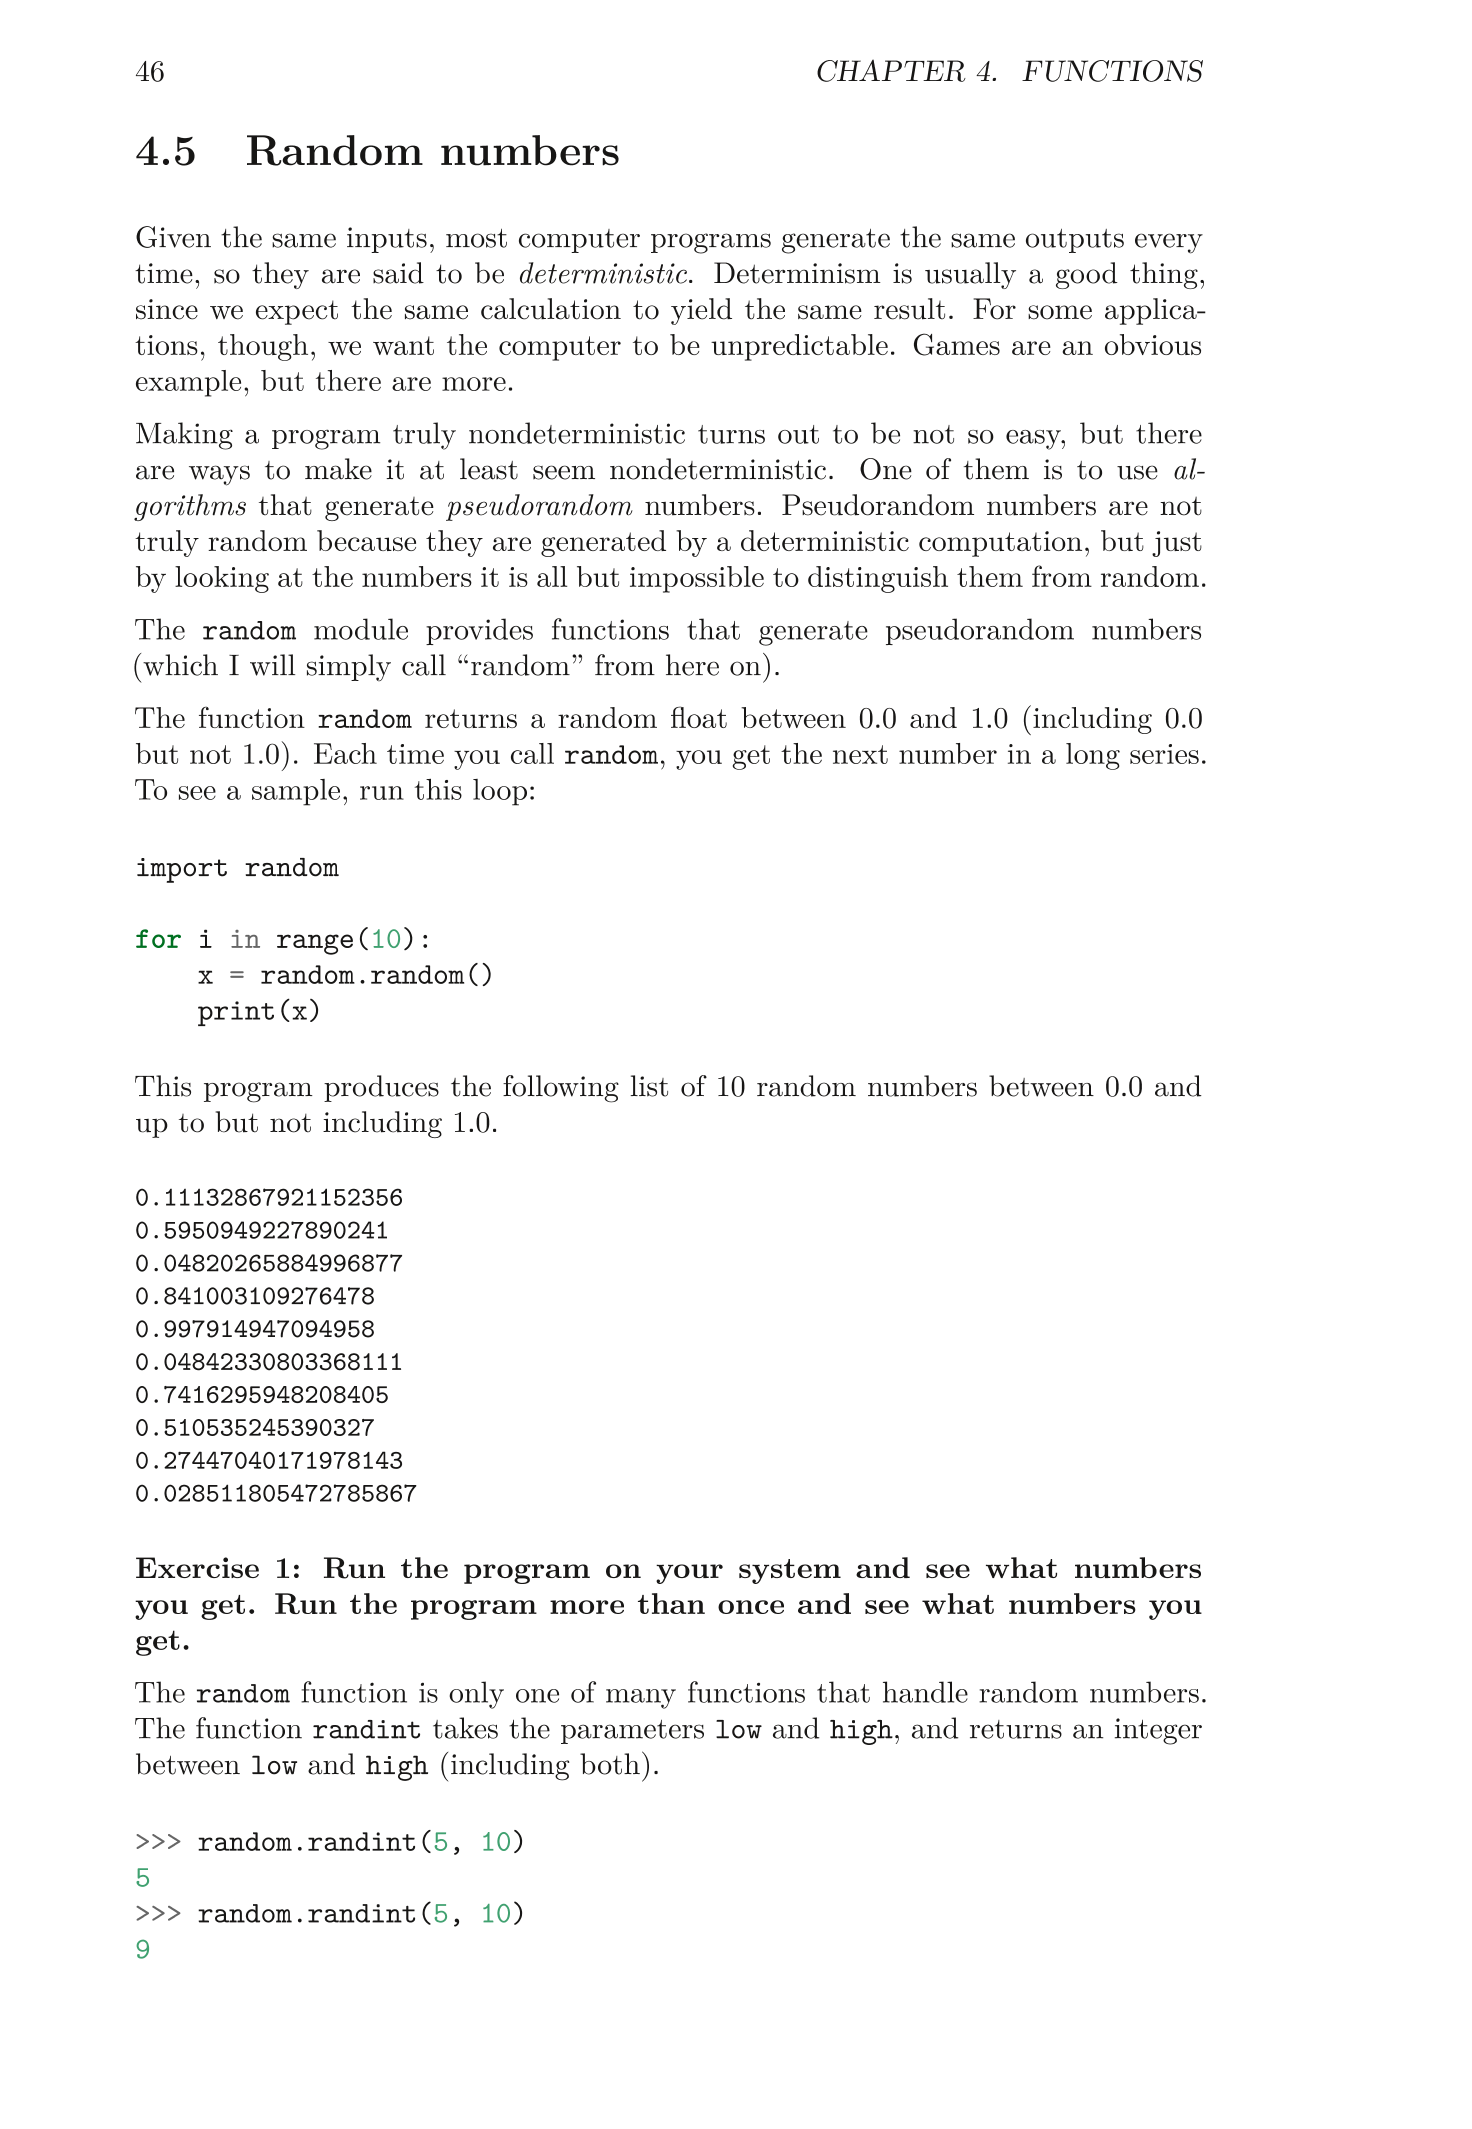 46 CHAPTER 4. FUNCTIONS
4.5 Random numbers
Given the same inputs, most computer programs generate the same outputs every
time, so they are said to be deterministic. Determinism is usually a good thing,
since we expect the same calculation to yield the same result. For some applica-
tions, though, we want the computer to be unpredictable. Games are an obvious
example, but there are more.
Making a program truly nondeterministic turns out to be not so easy, but there
are ways to make it at least seem nondeterministic. One of them is to use al-
gorithms that generate pseudorandom numbers. Pseudorandom numbers are not
truly random because they are generated by a deterministic computation, but just
by looking at the numbers it is all but impossible to distinguish them from random.
The random module provides functions that generate pseudorandom numbers
(which I will simply call “random” from here on).
The function random returns a random float between 0.0 and 1.0 (including 0.0
but not 1.0). Each time you call random, you get the next number in a long series.
To see a sample, run this loop:
import random
for i in range(10):
    x = random.random()
    print(x)
This program produces the following list of 10 random numbers between 0.0 and
up to but not including 1.0.
0.11132867921152356
0.5950949227890241
0.04820265884996877
0.841003109276478
0.997914947094958
0.04842330803368111
0.7416295948208405
0.510535245390327
0.27447040171978143
0.028511805472785867
Exercise 1: Run the program on your system and see what numbers
you get. Run the program more than once and see what numbers you
get.
The random function is only one of many functions that handle random numbers.
The function randint takes the parameters low and high, and returns an integer
between low and high (including both).
>>> random.randint(5, 10)
5
>>> random.randint(5, 10)
9